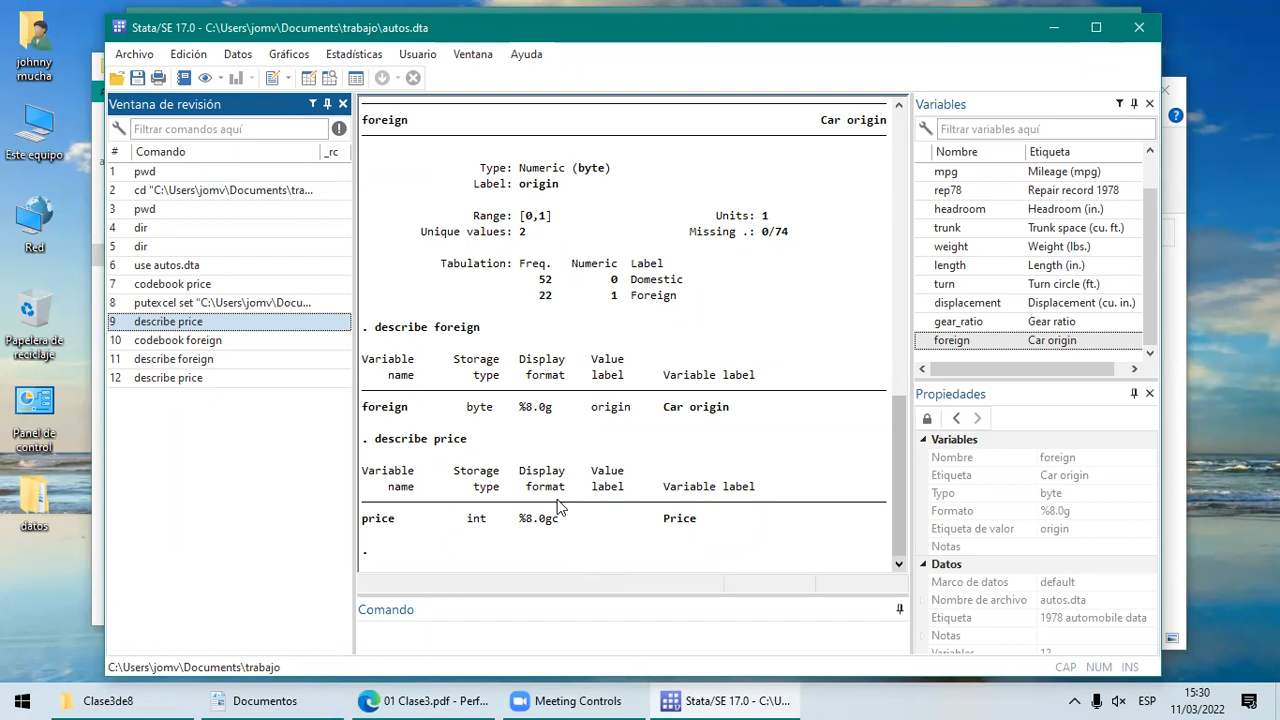 Stata/SE 17.0 - C:\Users\jomv\Documents\trabajo\autos.dta
Archivo Edición Datos Gráficos Estadísticas Usuario Ventana Ayuda
johnny
mucha
Este equipo
Red
Papelera de
reciclaje
Panel de
control
datos
Ventana de revisión
Filtrar comandos aquí
# Comando _rc
1 pwd
2 cd "C:\Users\jomv\Documents\tra...
3 pwd
4 dir
5 dir
6 use autos.dta
7 codebook price
8 putexcel set "C:\Users\jomv\Docu...
9 describe price
10 codebook foreign
11 describe foreign
12 describe price
foreign Car origin
Type: Numeric (byte)
Label: origin
Range: [0,1] Units: 1
Unique values: 2 Missing .: 0/74
Tabulation: Freq. Numeric Label
52 0 Domestic
22 1 Foreign
. describe foreign
Variable Storage Display Value
name type format label Variable label
foreign byte %8.0g origin Car origin
. describe price
Variable Storage Display Value
name type format label Variable label
price int %8.0gc Price
.
Comando
Variables
Filtrar variables aquí
Nombre Etiqueta
mpg Mileage (mpg)
rep78 Repair record 1978
headroom Headroom (in.)
trunk Trunk space (cu. ft.)
weight Weight (lbs.)
length Length (in.)
turn Turn circle (ft.)
displacement Displacement (cu. in.)
gear_ratio Gear ratio
foreign Car origin
Propiedades
Variables
Nombre foreign
Etiqueta Car origin
Typo byte
Formato %8.0g
Etiqueta de valor origin
Notas
Datos
Marco de datos default
Nombre de archivo autos.dta
Etiqueta 1978 automobile data
Notas
Variables 12
C:\Users\jomv\Documents\trabajo CAP NUM INS
Clase3de8 Documentos 01 Clase3.pdf - Perf... Meeting Controls Stata/SE 17.0 - C:\U... ESP
15:30
11/03/2022